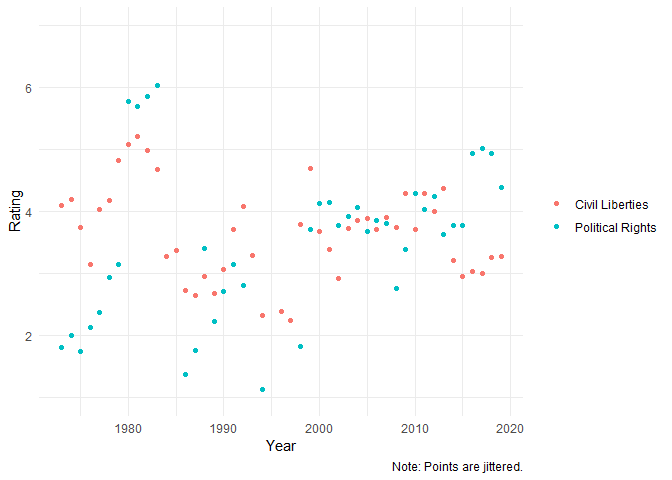 6
4
2
Rating
1980
1990
2000
2010
2020
Year
Civil Liberties
Political Rights
Note: Points are jittered.